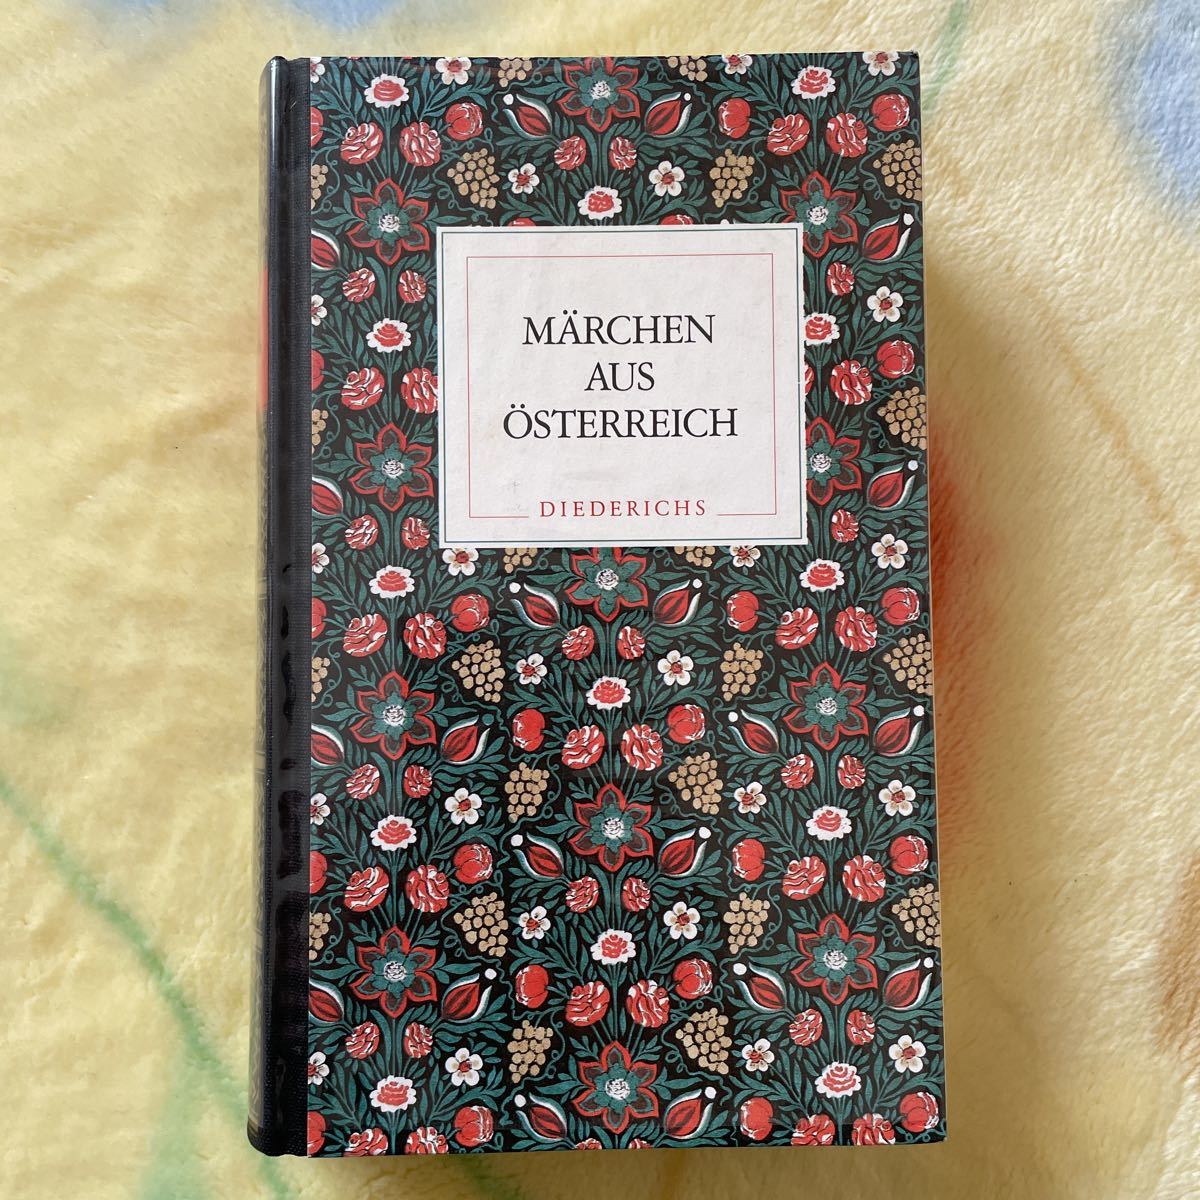 MÄRCHEN
AUS
ÖSTERREICH
DIEDERICHS